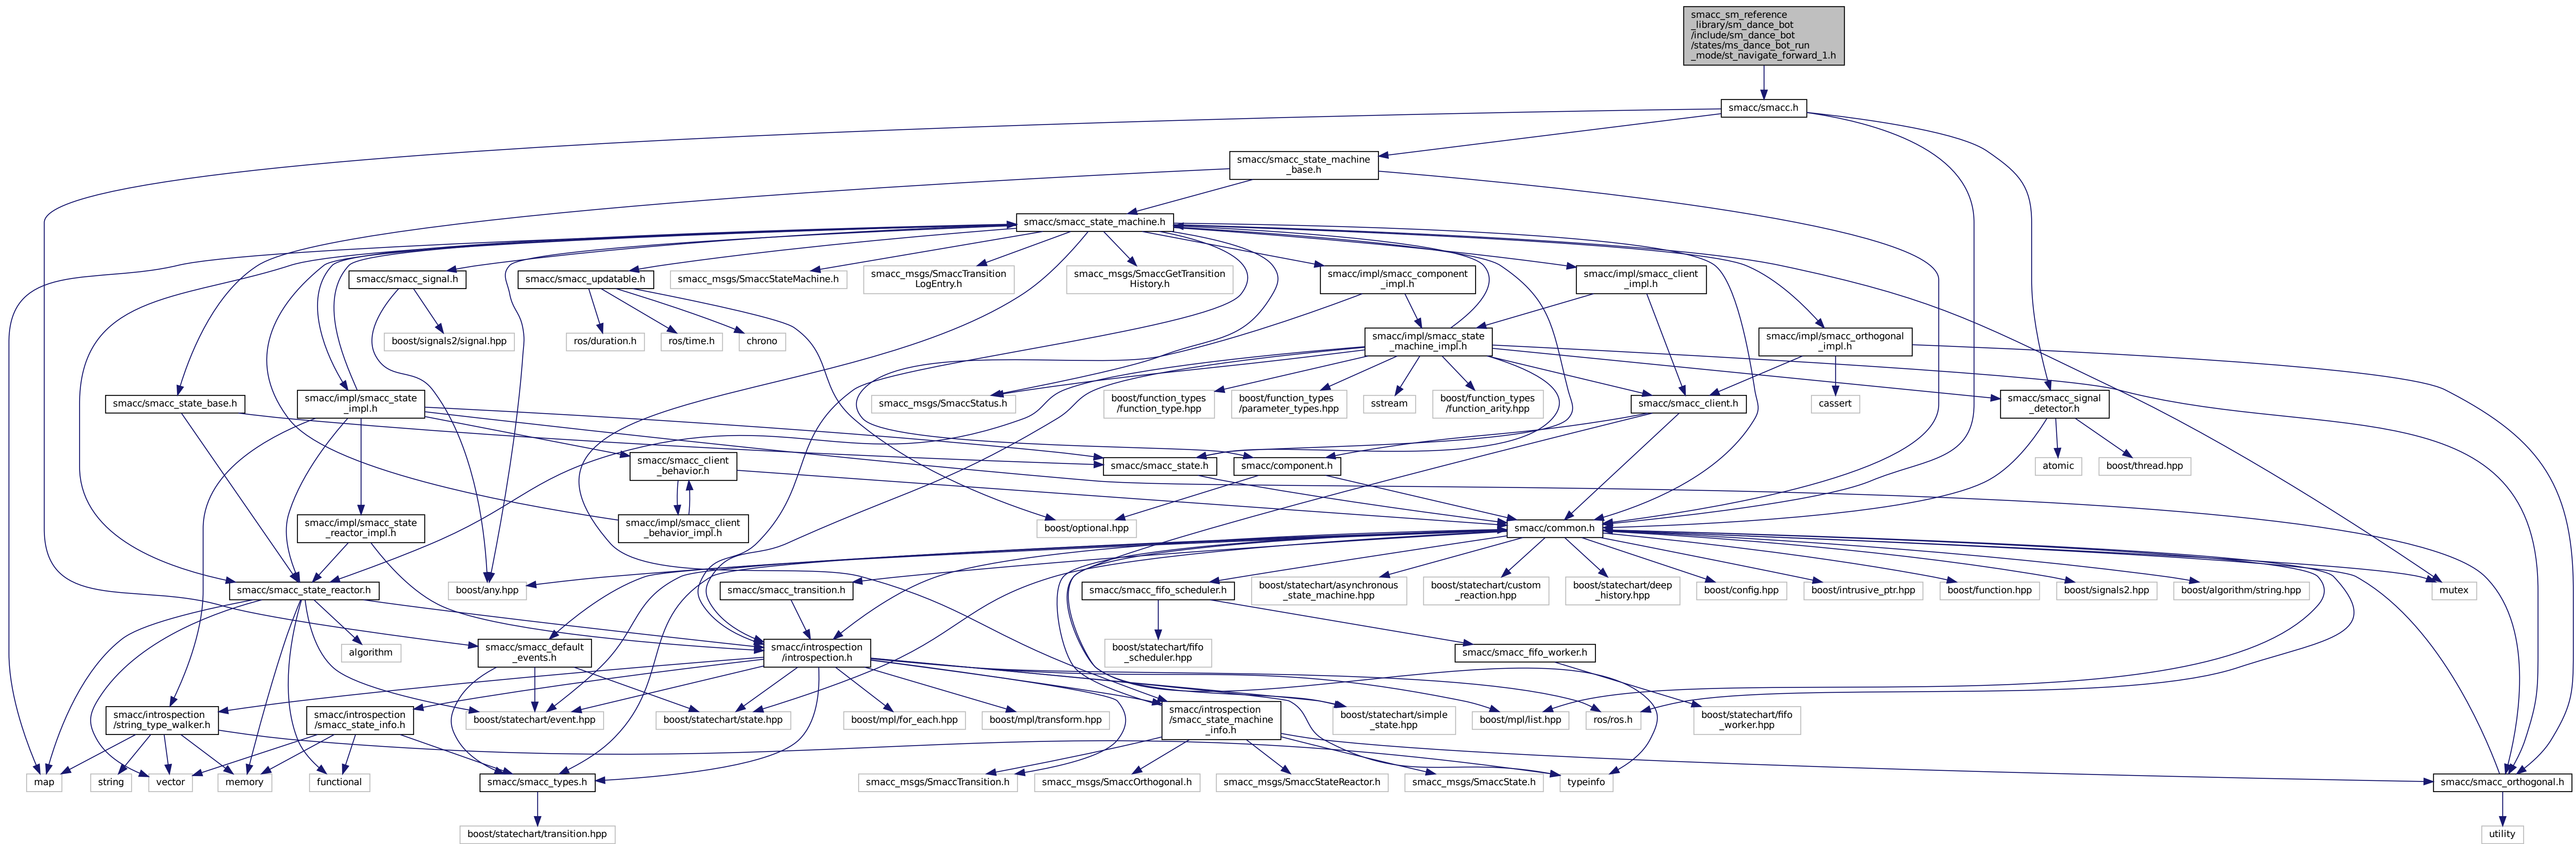 smacc_sm_reference
_library/sm_dance_bot
/include/sm_dance_bot
/states/ms_dance_bot_run
_mode/st_navigate_forward_1.h
smacc/smacc.h
smacc/smacc_state_machine
_base.h
smacc/smacc_state_machine.h
smacc/smacc_signal.h
smacc/smacc_updatable.h
smacc_msgs/SmaccStateMachine.h
smacc_msgs/SmaccTransition
LogEntry.h
smacc_msgs/SmaccGetTransition
History.h
smacc/impl/smacc_component
_impl.h
smacc/impl/smacc_client
_impl.h
boost/signals2/signal.hpp
ros/duration.h
ros/time.h
chrono
smacc/impl/smacc_state
_machine_impl.h
smacc/impl/smacc_orthogonal
_impl.h
smacc/smacc_state_base.h
smacc/impl/smacc_state
_impl.h
smacc_msgs/SmaccStatus.h
boost/function_types
/function_type.hpp
boost/function_types
/parameter_types.hpp
sstream
boost/function_types
/function_arity.hpp
smacc/smacc_client.h
cassert
smacc/smacc_signal
_detector.h
smacc/smacc_client
_behavior.h
smacc/smacc_state.h
smacc/component.h
atomic
boost/thread.hpp
smacc/impl/smacc_state
_reactor_impl.h
smacc/impl/smacc_client
_behavior_impl.h
boost/optional.hpp
smacc/common.h
smacc/smacc_state_reactor.h
boost/any.hpp
smacc/smacc_transition.h
smacc/smacc_fifo_scheduler.h
boost/statechart/asynchronous
_state_machine.hpp
boost/statechart/custom
_reaction.hpp
boost/statechart/deep
_history.hpp
boost/config.hpp
boost/intrusive_ptr.hpp
boost/function.hpp
boost/signals2.hpp
boost/algorithm/string.hpp
mutex
algorithm
smacc/smacc_default
_events.h
smacc/introspection
/introspection.h
boost/statechart/fifo
_scheduler.hpp
smacc/smacc_fifo_worker.h
smacc/introspection
/string_type_walker.h
smacc/introspection
/smacc_state_info.h
boost/statechart/event.hpp
boost/statechart/state.hpp
boost/mpl/for_each.hpp
boost/mpl/transform.hpp
smacc/introspection
/smacc_state_machine
_info.h
boost/statechart/simple
_state.hpp
boost/mpl/list.hpp
ros/ros.h
boost/statechart/fifo
_worker.hpp
map
string
vector
memory
functional
smacc/smacc_types.h
smacc_msgs/SmaccTransition.h
smacc_msgs/SmaccOrthogonal.h
smacc_msgs/SmaccStateReactor.h
smacc_msgs/SmaccState.h
typeinfo
smacc/smacc_orthogonal.h
boost/statechart/transition.hpp
utility